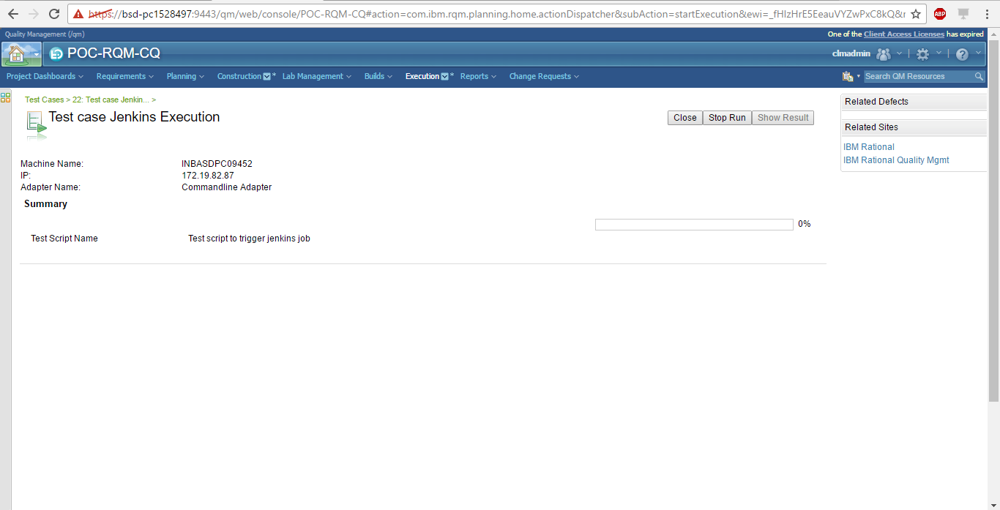 https://bsd-pc1528497:9443/qm/web/console/POC-RQM-CQ#action=com.ibm.rqm.planning.home.actionDispatcher&subAction=startExecution&ewi=_fHIzHrE5EeauVYZwPxC8kQ&r
ABP
Quality Management (/qm)
One of the Client Access Licenses has expired
POC-RQM-CQ
clmadmin
Project Dashboards Requirements Planning Construction * Lab Management Builds Execution * Reports Change Requests
Search QM Resources
Test Cases > 22: Test case Jenkin... >
Test case Jenkins Execution
Close Stop Run Show Result
Machine Name: INBASDPC09452
IP: 172.19.82.87
Adapter Name: Commandline Adapter
Summary
0%
Test Script Name Test script to trigger jenkins job
Related Defects
Related Sites
IBM Rational
IBM Rational Quality Mgmt